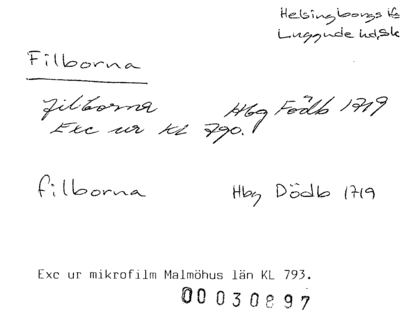 Helsingborgs lfs
Luggude hd, Sk
Filborna
filborna Hbg Födb 1719
Exc ur KL 790.
filborna Hbg Dödb 1719
Exc ur mikrofilm Malmöhus län KL 793.
00030897